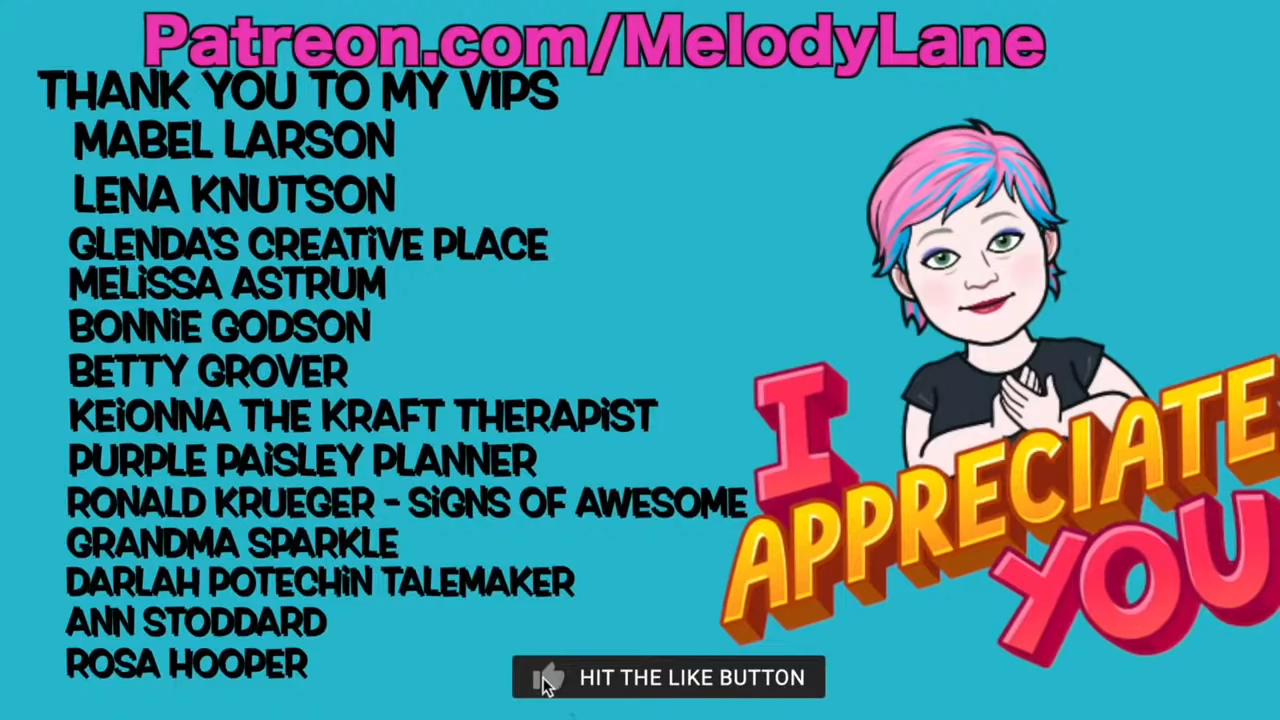 Patreon.com/MelodyLane
THANK YOU TO MY VIPS
MABEL LARSON
LENA KNUTSON
GLENDA'S CREATiVE PLACE
MELiSSA ASTRUM
BONNiE GODSON
BETTY GROVER
KEiONNA THE KRAFT THERAPiST
PURPLE PAiSLEY PLANNER
RONALD KRUEGER - SiGNS OF AWESOME
GRANDMA SPARKLE
DARLAH POTECHiN TALEMAKER
ANN STODDARD
ROSA HOOPER
I
APPRECIATE
YOU
HIT THE LIKE BUTTON